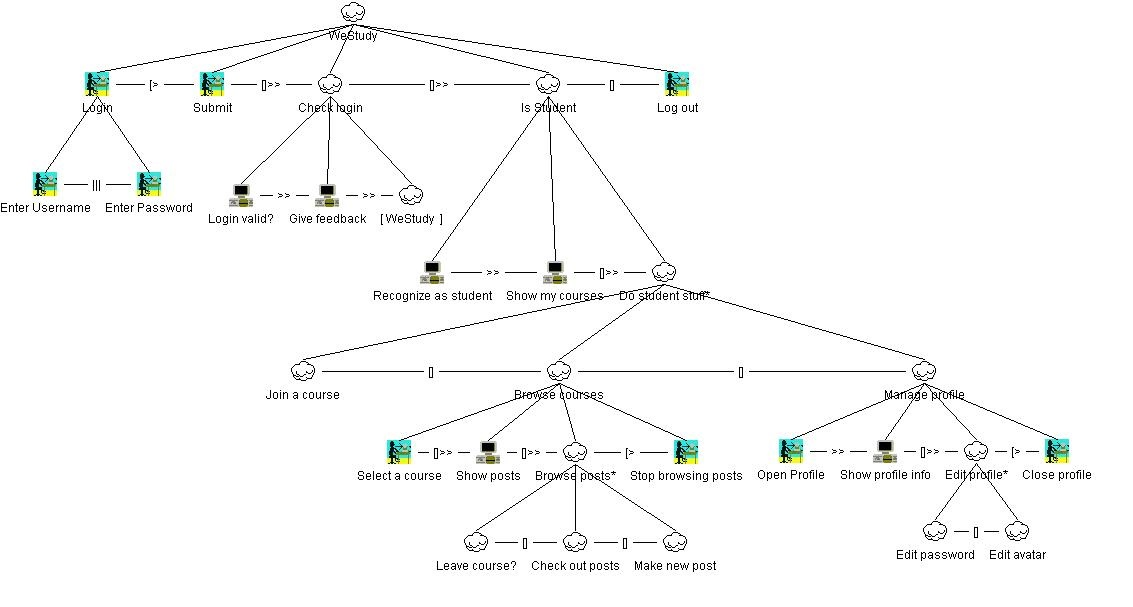 WeStudy
Login [> Submit []>> Check login []>> Is Student [] Log out
Enter Username ||| Enter Password
Login valid? >> Give feedback >> [ WeStudy ]
Recognize as student >> Show my courses []>> Do student stuff*
Join a course [] Browse courses [] Manage profile
Select a course []>> Show posts []>> Browse posts* [> Stop browsing posts
Open Profile >> Show profile info []>> Edit profile* [> Close profile
Leave course? [] Check out posts [] Make new post
Edit password [] Edit avatar